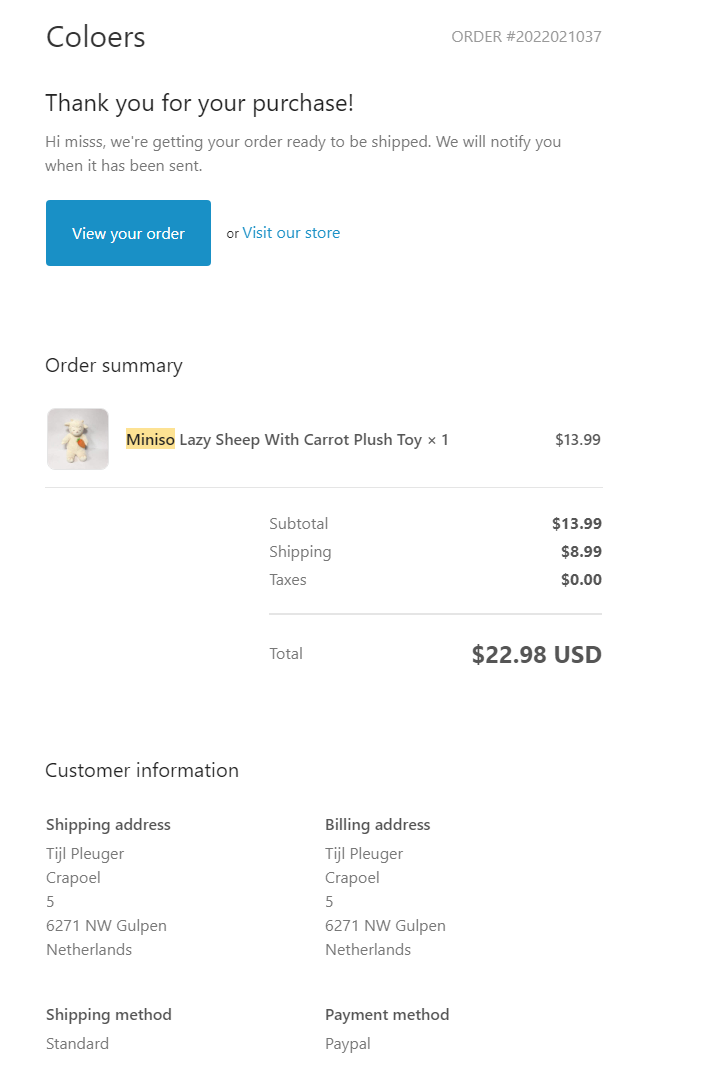 Coloers
ORDER #2022021037
Thank you for your purchase!
Hi misss, we're getting your order ready to be shipped. We will notify you
when it has been sent.
View your order
or Visit our store
Order summary
Miniso Lazy Sheep With Carrot Plush Toy × 1
$13.99
Subtotal
$13.99
Shipping
$8.99
Taxes
$0.00
Total
$22.98 USD
Customer information
Shipping address
Tijl Pleuger
Crapoel
5
6271 NW Gulpen
Netherlands
Billing address
Tijl Pleuger
Crapoel
5
6271 NW Gulpen
Netherlands
Shipping method
Standard
Payment method
Paypal